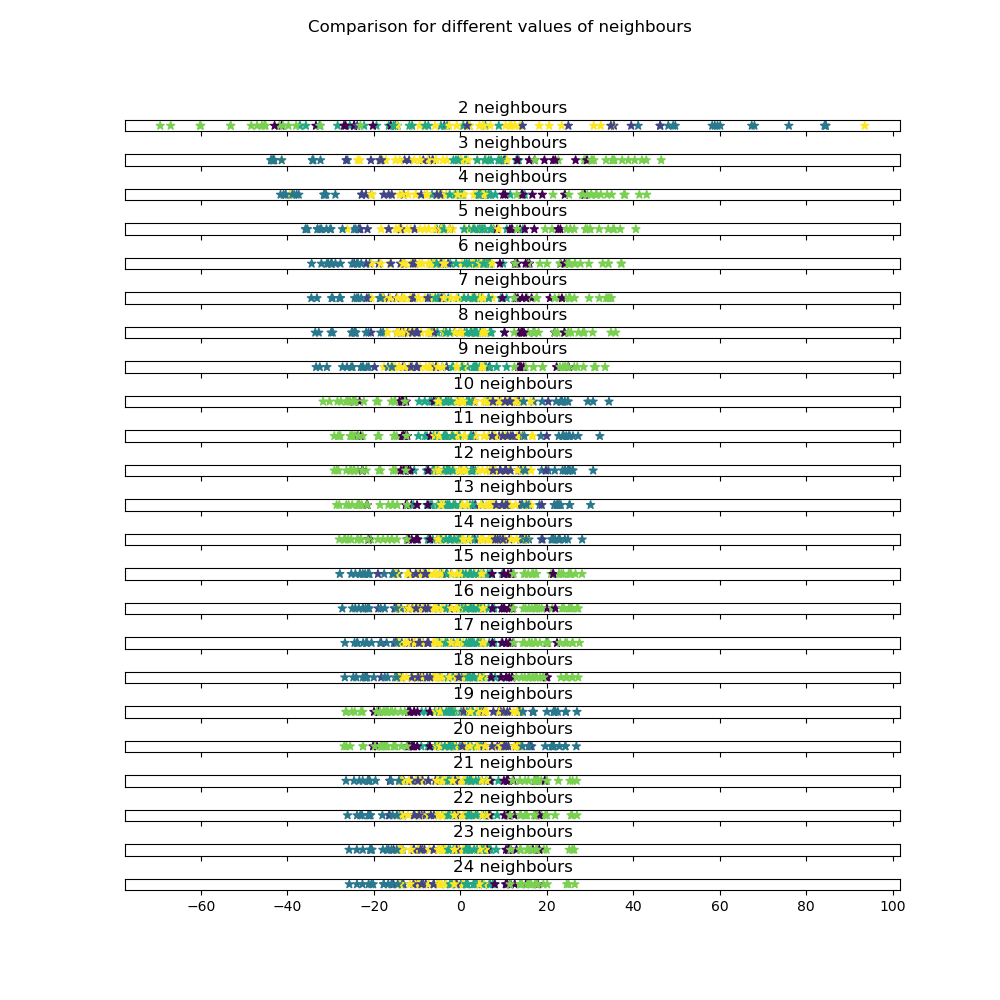 Comparison for different values of neighbours
2 neighbours
3 neighbours
4 neighbours
5 neighbours
6 neighbours
7 neighbours
8 neighbours
9 neighbours
10 neighbours
11 neighbours
12 neighbours
13 neighbours
14 neighbours
15 neighbours
16 neighbours
17 neighbours
18 neighbours
19 neighbours
20 neighbours
21 neighbours
22 neighbours
23 neighbours
24 neighbours
−60 −40 −20 0 20 40 60 80 100